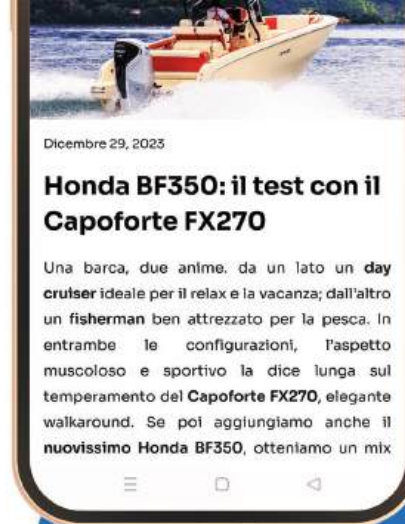 Dicembre 29, 2023
Honda BF350: il test con il
Capoforte FX270
Una barca, due anime. da un lato un day
cruiser ideale per il relax e la vacanza; dall'altro
un fisherman ben attrezzato per la pesca. In
entrambe le configurazioni, l'aspetto
muscoloso e sportivo la dice lunga sul
temperamento del Capoforte FX270, elegante
walkaround. Se poi aggiungiamo anche il
nuovissimo Honda BF350, otteniamo un mix